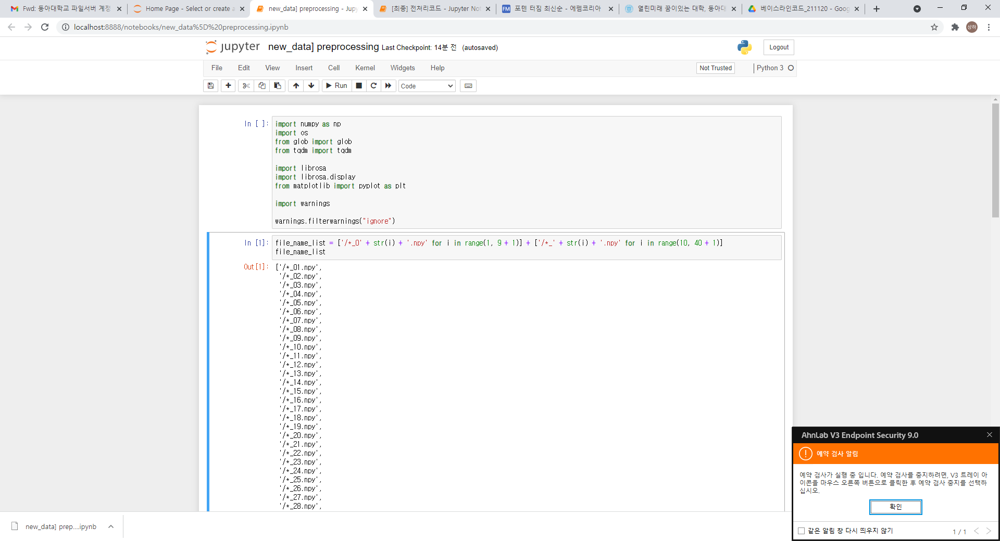 Fwd: 동아대학교 파일서버 계정
Home Page - Select or create a
new_data] preprocessing - Jupy
[최종] 전처리코드 - Jupyter Not
FM 포텐 터짐 최신순 - 에펨코리아
열린미래 꿈이있는 대학, 동아대
베이스라인코드_211120 - Goog
localhost:8888/notebooks/new_data%5D%20preprocessing.ipynb
상하
jupyter new_data] preprocessing Last Checkpoint: 14분 전 (autosaved)
Logout
File Edit View Insert Cell Kernel Widgets Help
Not Trusted
Python 3
Run
Code
In [ ]:
import numpy as np
import os
from glob import glob
from tqdm import tqdm
import librosa
import librosa.display
from matplotlib import pyplot as plt
import warnings
warnings.filterwarnings("ignore")
In [1]:
file_name_list = ['/*_0' + str(i) + '.npy' for i in range(1, 9 + 1)] + ['/*_' + str(i) + '.npy' for i in range(10, 40 + 1)]
file_name_list
Out[1]:
['/*_01.npy',
'/*_02.npy',
'/*_03.npy',
'/*_04.npy',
'/*_05.npy',
'/*_06.npy',
'/*_07.npy',
'/*_08.npy',
'/*_09.npy',
'/*_10.npy',
'/*_11.npy',
'/*_12.npy',
'/*_13.npy',
'/*_14.npy',
'/*_15.npy',
'/*_16.npy',
'/*_17.npy',
'/*_18.npy',
'/*_19.npy',
'/*_20.npy',
'/*_21.npy',
'/*_22.npy',
'/*_23.npy',
'/*_24.npy',
'/*_25.npy',
'/*_26.npy',
'/*_27.npy',
'/*_28.npy',
AhnLab V3 Endpoint Security 9.0
예약 검사 알림
예약 검사가 실행 중 입니다. 예약 검사를 중지하려면, V3 트레이 아
이콘을 마우스 오른쪽 버튼으로 클릭한 후 예약 검사 중지를 선택하
십시오.
확인
같은 알림 창 다시 띄우지 않기
1 / 1
new_data] prep....ipynb